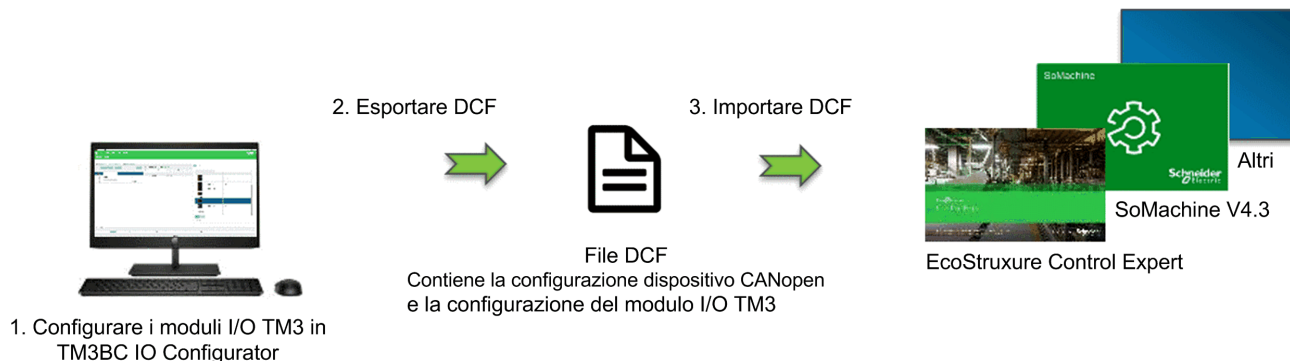 2. Esportare DCF
3. Importare DCF
SoMachine
Schneider
Electric
Altri
SoMachine V4.3
EcoStruxure Control Expert
File DCF
Contiene la configurazione dispositivo CANopen
e la configurazione del modulo I/O TM3
1. Configurare i moduli I/O TM3 in
TM3BC IO Configurator